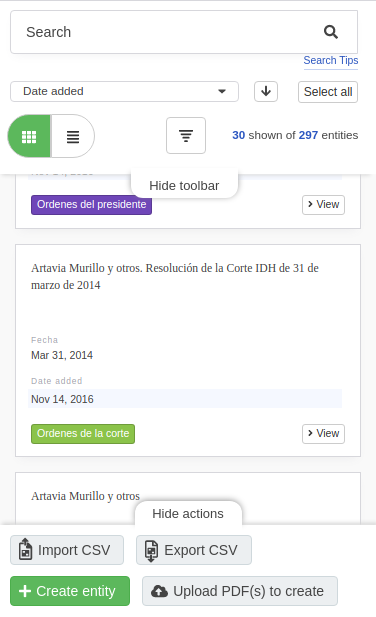 Search
Search Tips
Date added
Select all
30 shown of 297 entities
Hide toolbar
Ordenes del presidente
View
Artavia Murillo y otros. Resolución de la Corte IDH de 31 de
marzo de 2014
Fecha
Mar 31, 2014
Date added
Nov 14, 2016
Ordenes de la corte
View
Artavia Murillo y otros
Hide actions
Import CSV
Export CSV
Create entity
Upload PDF(s) to create